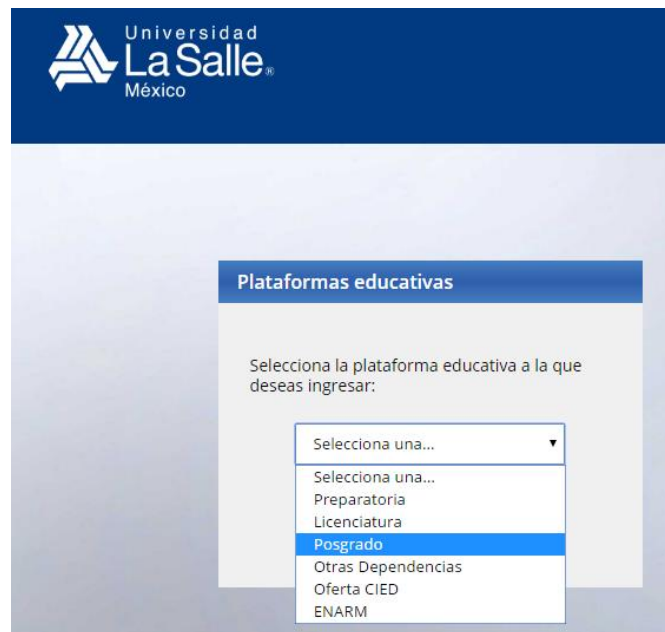 Universidad
La Salle®
México
Plataformas educativas
Selecciona la plataforma educativa a la que
deseas ingresar:
Selecciona una...
Selecciona una...
Preparatoria
Licenciatura
Posgrado
Otras Dependencias
Oferta CIED
ENARM